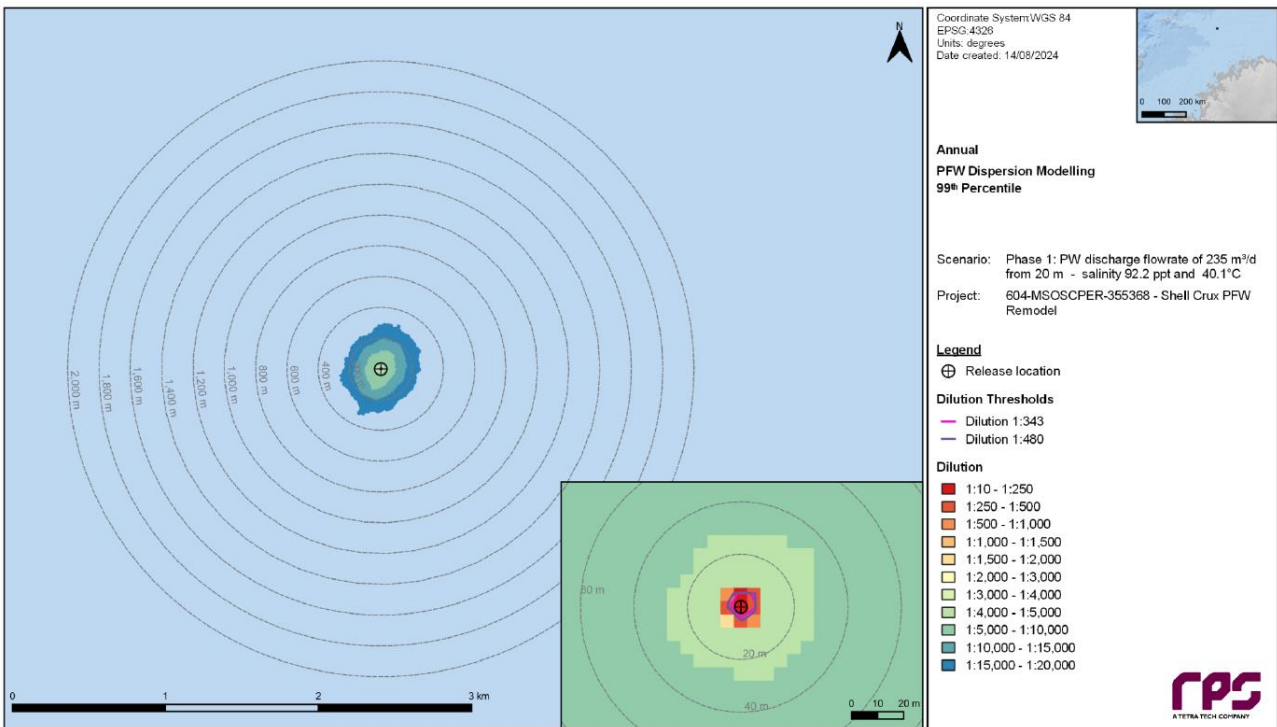 N
2,000 m
1,800 m
1,600 m
1,400 m
1,200 m
1,000 m
800 m
600 m
400 m
0 1 2 3 km
80 m
20 m
40 m
0 10 20 m
Coordinate System:WGS 84
EPSG:4326
Units: degrees
Date created: 14/08/2024
0 100 200 km
Annual
PFW Dispersion Modelling
99th Percentile
Scenario: Phase 1: PW discharge flowrate of 235 m³/d
from 20 m - salinity 92.2 ppt and 40.1°C
Project: 604-MSOSCPER-355368 - Shell Crux PFW
Remodel
Legend
Release location
Dilution Thresholds
Dilution 1:343
Dilution 1:480
Dilution
1:10 - 1:250
1:250 - 1:500
1:500 - 1:1,000
1:1,000 - 1:1,500
1:1,500 - 1:2,000
1:2,000 - 1:3,000
1:3,000 - 1:4,000
1:4,000 - 1:5,000
1:5,000 - 1:10,000
1:10,000 - 1:15,000
1:15,000 - 1:20,000
rps
A TETRA TECH COMPANY